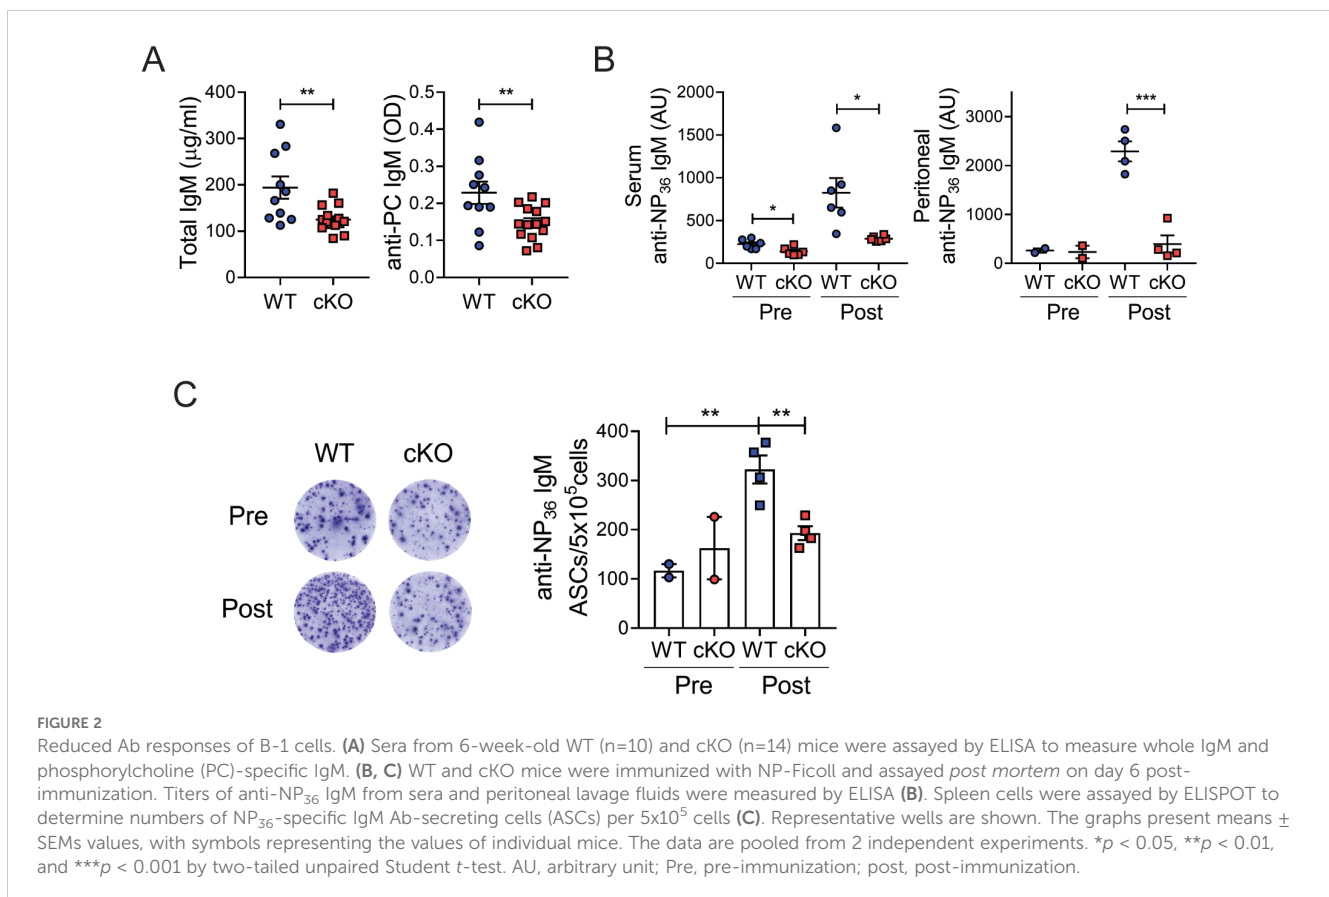 A
Total IgM (μg/ml)
400
300
200
100
0
**
WT cKO
anti-PC IgM (OD)
0.5
0.4
0.3
0.2
0.1
0.0
**
WT cKO
B
Serum
anti-NP36 IgM (AU)
2000
1500
1000
500
0
*
*
WT cKO WT cKO
Pre Post
Peritoneal
anti-NP36 IgM (AU)
3000
2000
1000
0
***
WT cKO WT cKO
Pre Post
C
WT cKO
Pre
Post
anti-NP36 IgM
ASCs/5x10⁵cells
400
300
200
100
0
** **
WT cKO WT cKO
Pre Post
FIGURE 2
Reduced Ab responses of B-1 cells. (A) Sera from 6-week-old WT (n=10) and cKO (n=14) mice were assayed by ELISA to measure whole IgM and
phosphorylcholine (PC)-specific IgM. (B, C) WT and cKO mice were immunized with NP-Ficoll and assayed post mortem on day 6 post-
immunization. Titers of anti-NP36 IgM from sera and peritoneal lavage fluids were measured by ELISA (B). Spleen cells were assayed by ELISPOT to
determine numbers of NP36-specific IgM Ab-secreting cells (ASCs) per 5x10⁵ cells (C). Representative wells are shown. The graphs present means ±
SEMs values, with symbols representing the values of individual mice. The data are pooled from 2 independent experiments. *p < 0.05, **p < 0.01,
and ***p < 0.001 by two-tailed unpaired Student t-test. AU, arbitrary unit; Pre, pre-immunization; post, post-immunization.